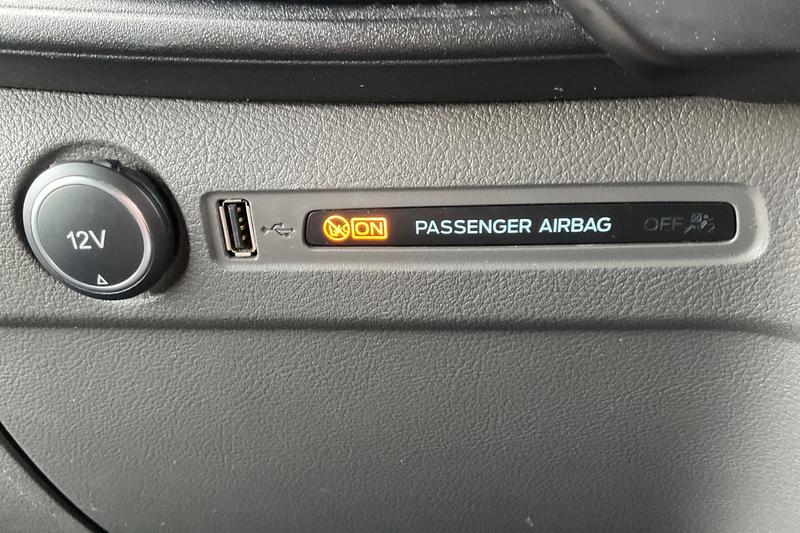 12V
ON PASSENGER AIRBAG OFF